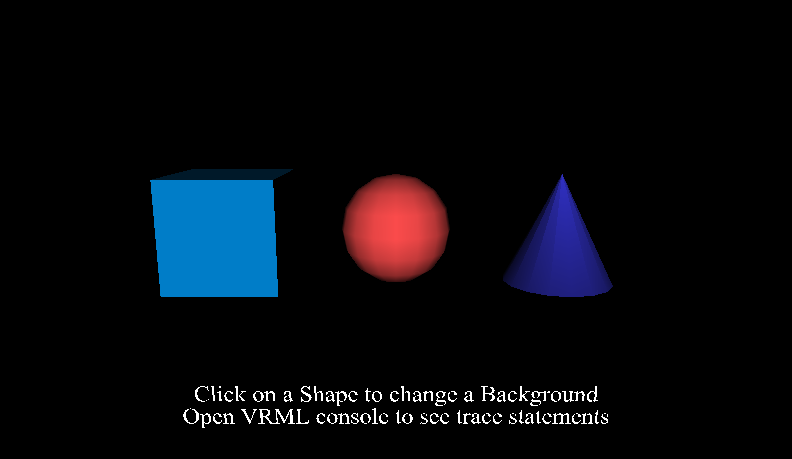 Click on a Shape to change a Background
Open VRML console to see trace statements